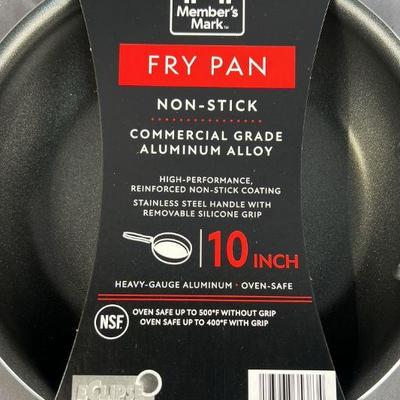 Member's
Mark™
FRY PAN
NON-STICK
COMMERCIAL GRADE
ALUMINUM ALLOY
HIGH-PERFORMANCE,
REINFORCED NON-STICK COATING
STAINLESS STEEL HANDLE WITH
REMOVABLE SILICONE GRIP
10 INCH
HEAVY-GAUGE ALUMINUM · OVEN-SAFE
NSF
OVEN SAFE UP TO 500°F WITHOUT GRIP
OVEN SAFE UP TO 400°F WITH GRIP
ECLIPSE